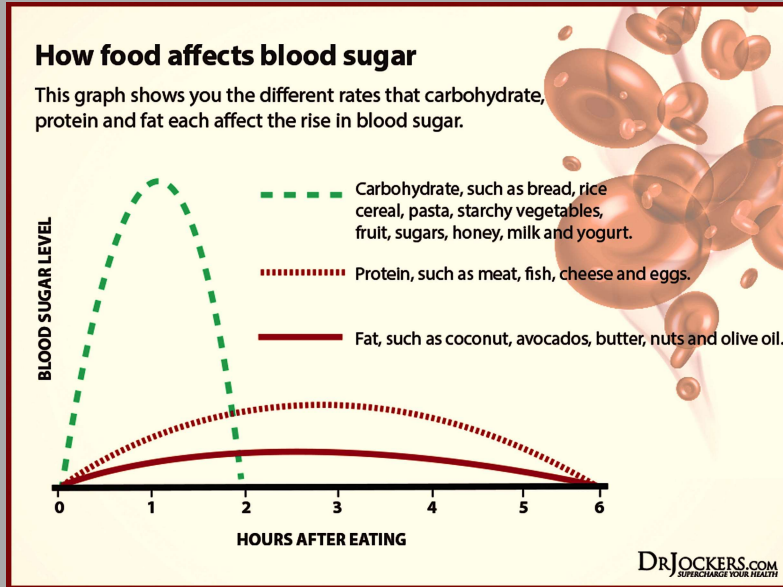 How food affects blood sugar
This graph shows you the different rates that carbohydrate,
protein and fat each affect the rise in blood sugar.
BLOOD SUGAR LEVEL
Carbohydrate, such as bread, rice
cereal, pasta, starchy vegetables,
fruit, sugars, honey, milk and yogurt.
Protein, such as meat, fish, cheese and eggs.
Fat, such as coconut, avocados, butter, nuts and olive oil.
0 1 2 3 4 5 6
HOURS AFTER EATING
DRJOCKERS.COM
SUPERCHARGE YOUR HEALTH